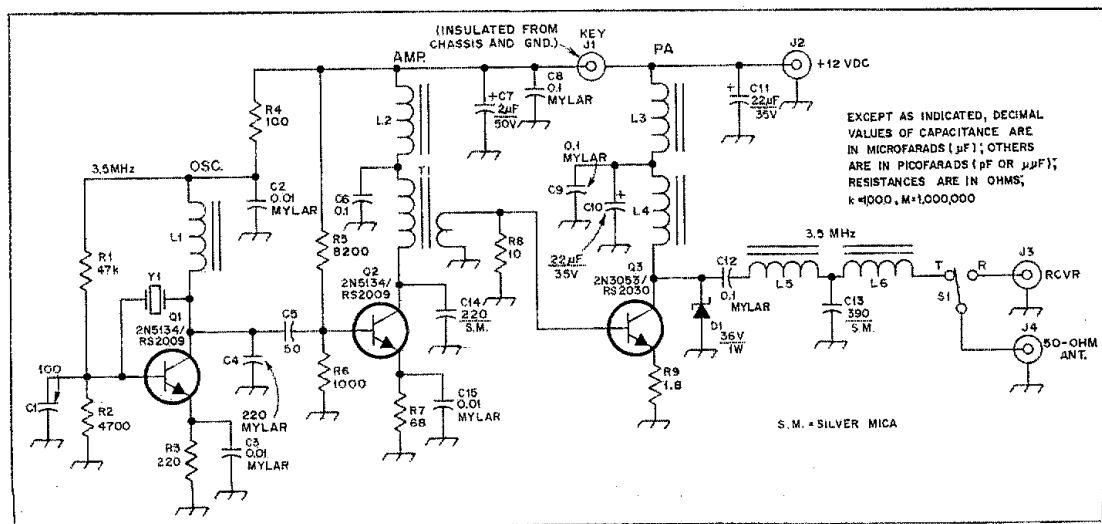 (INSULATED FROM
CHASSIS AND GND.)
KEY
J1
AMP.
PA
J2
+12 VDC
C8
0.1
MYLAR
C7
2µF
50V
C11
22µF
35V
R4
100
L2
L3
EXCEPT AS INDICATED, DECIMAL
VALUES OF CAPACITANCE ARE
IN MICROFARADS (µF); OTHERS
ARE IN PICOFARADS (pF OR µµF);
RESISTANCES ARE IN OHMS;
k=1000, M=1,000,000
3.5MHz
OSC.
C2
0.01
MYLAR
C6
0.1
T1
0.1
MYLAR
C9
C10
22µF
35V
L4
L1
R1
47k
R5
8200
R8
10
Y1
Q1
2N5134/
RS2009
Q2
2N5134/
RS2009
Q3
2N3053/
RS2030
C5
50
C14
220
S.M.
3.5 MHz
C12
0.1
MYLAR
L5
L6
C13
390
S.M.
T
R
S1
J3
RCVR
J4
50-OHM
ANT.
D1
36V
1W
C4
220
MYLAR
100
C1
R2
4700
R6
1000
R9
1.8
R3
220
C3
0.01
MYLAR
R7
68
C15
0.01
MYLAR
S.M. = SILVER MICA